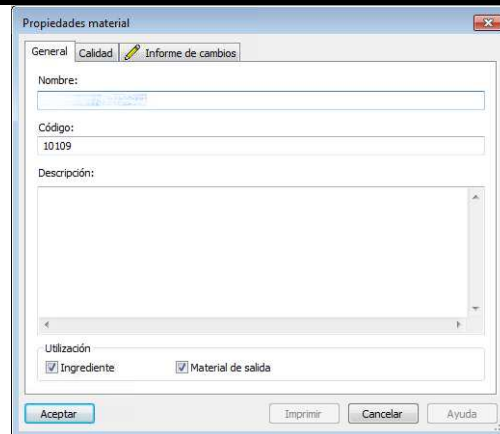 Propiedades material
General Calidad Informe de cambios
Nombre:
Código:
10109
Descripción:
Utilización
Ingrediente Material de salida
Aceptar Imprimir Cancelar Ayuda